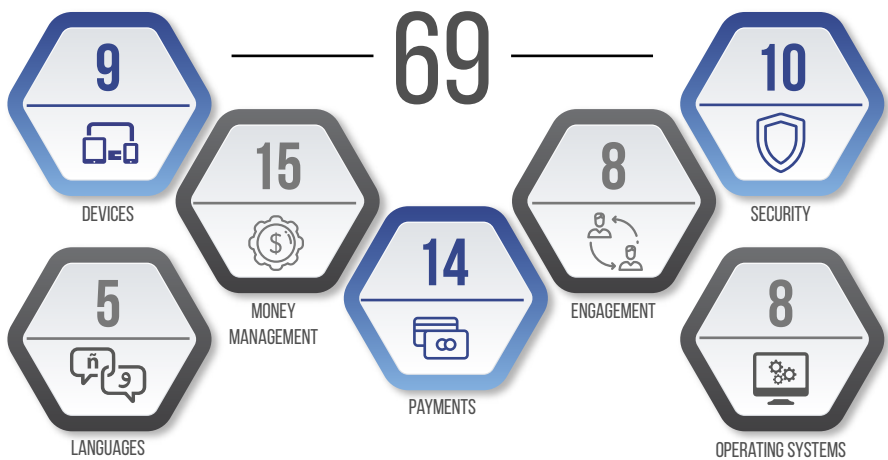 69
9
DEVICES
15
MONEY
MANAGEMENT
14
PAYMENTS
8
ENGAGEMENT
10
SECURITY
5
ñ و
LANGUAGES
8
OPERATING SYSTEMS
$